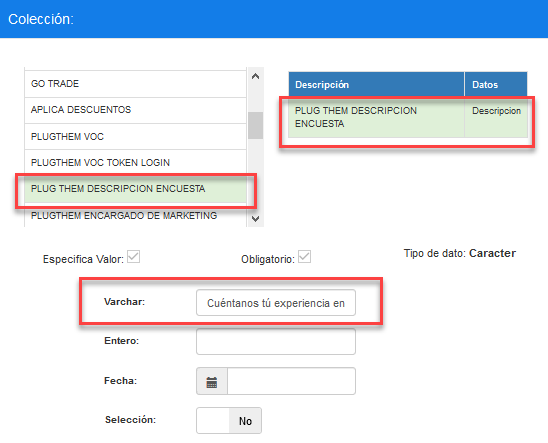 Colección:
GO TRADE
APLICA DESCUENTOS
PLUGTHEM VOC
PLUGTHEM VOC TOKEN LOGIN
PLUG THEM DESCRIPCION ENCUESTA
PLUGTHEM ENCARGADO DE MARKETING
Descripción Datos
PLUG THEM DESCRIPCION Descripcion
ENCUESTA
Especifica Valor:
Obligatorio:
Tipo de dato: Caracter
Varchar: Cuéntanos tú experiencia en
Entero:
Fecha:
Selección: No